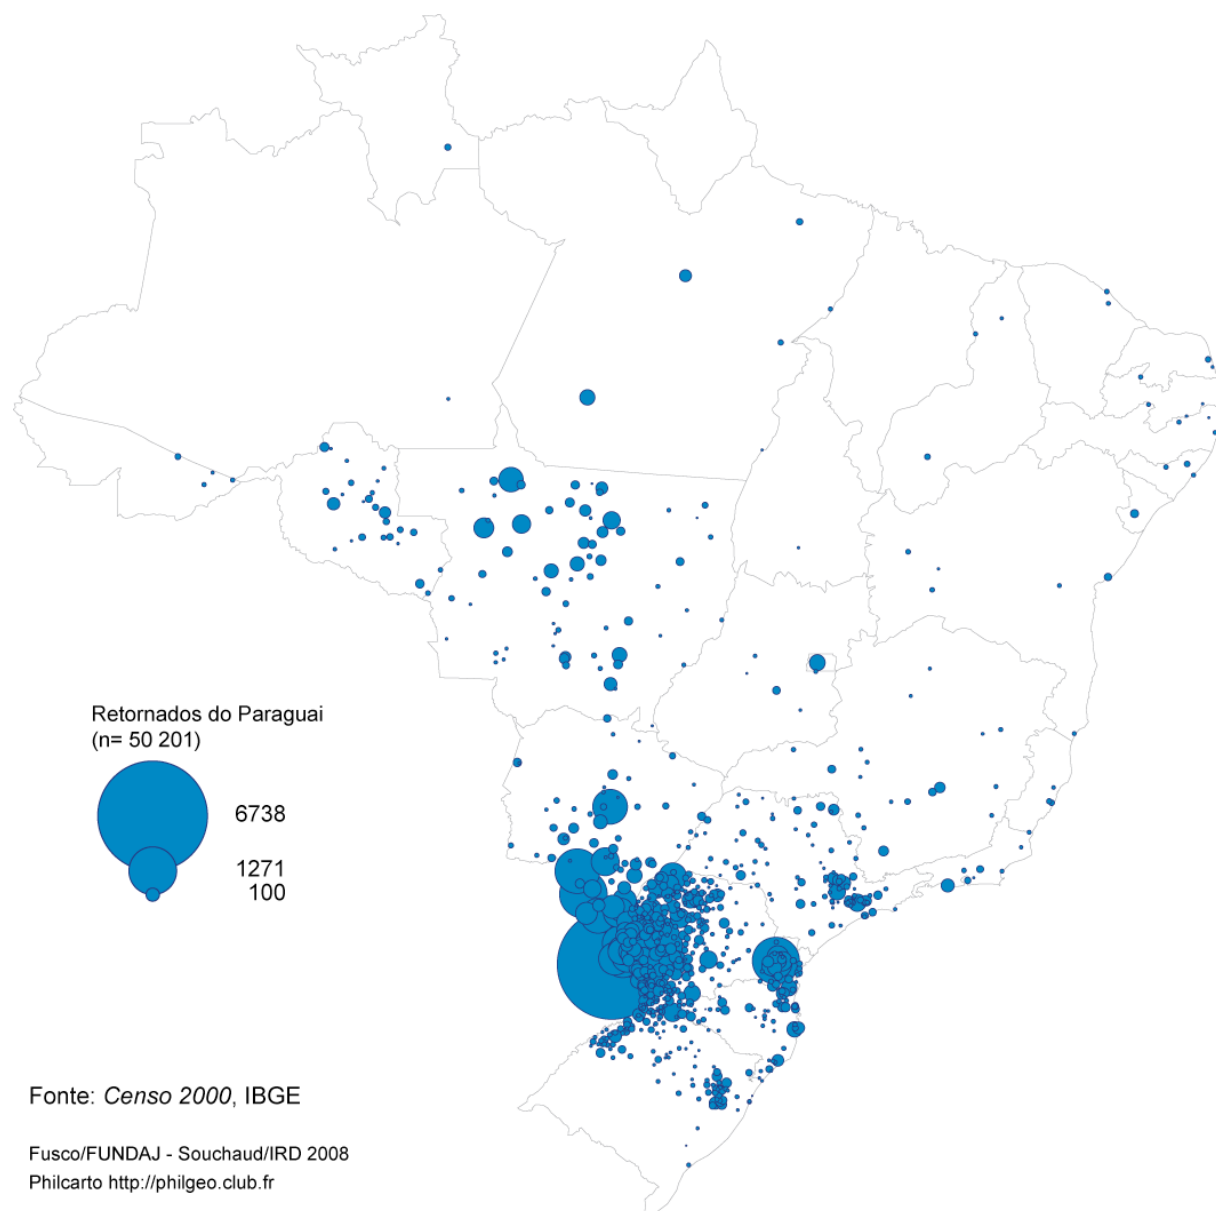 Retornados do Paraguai
(n= 50 201)
6738
1271
100
Fonte: Censo 2000, IBGE
Fusco/FUNDAJ - Souchaud/IRD 2008
Philcarto http://philgeo.club.fr